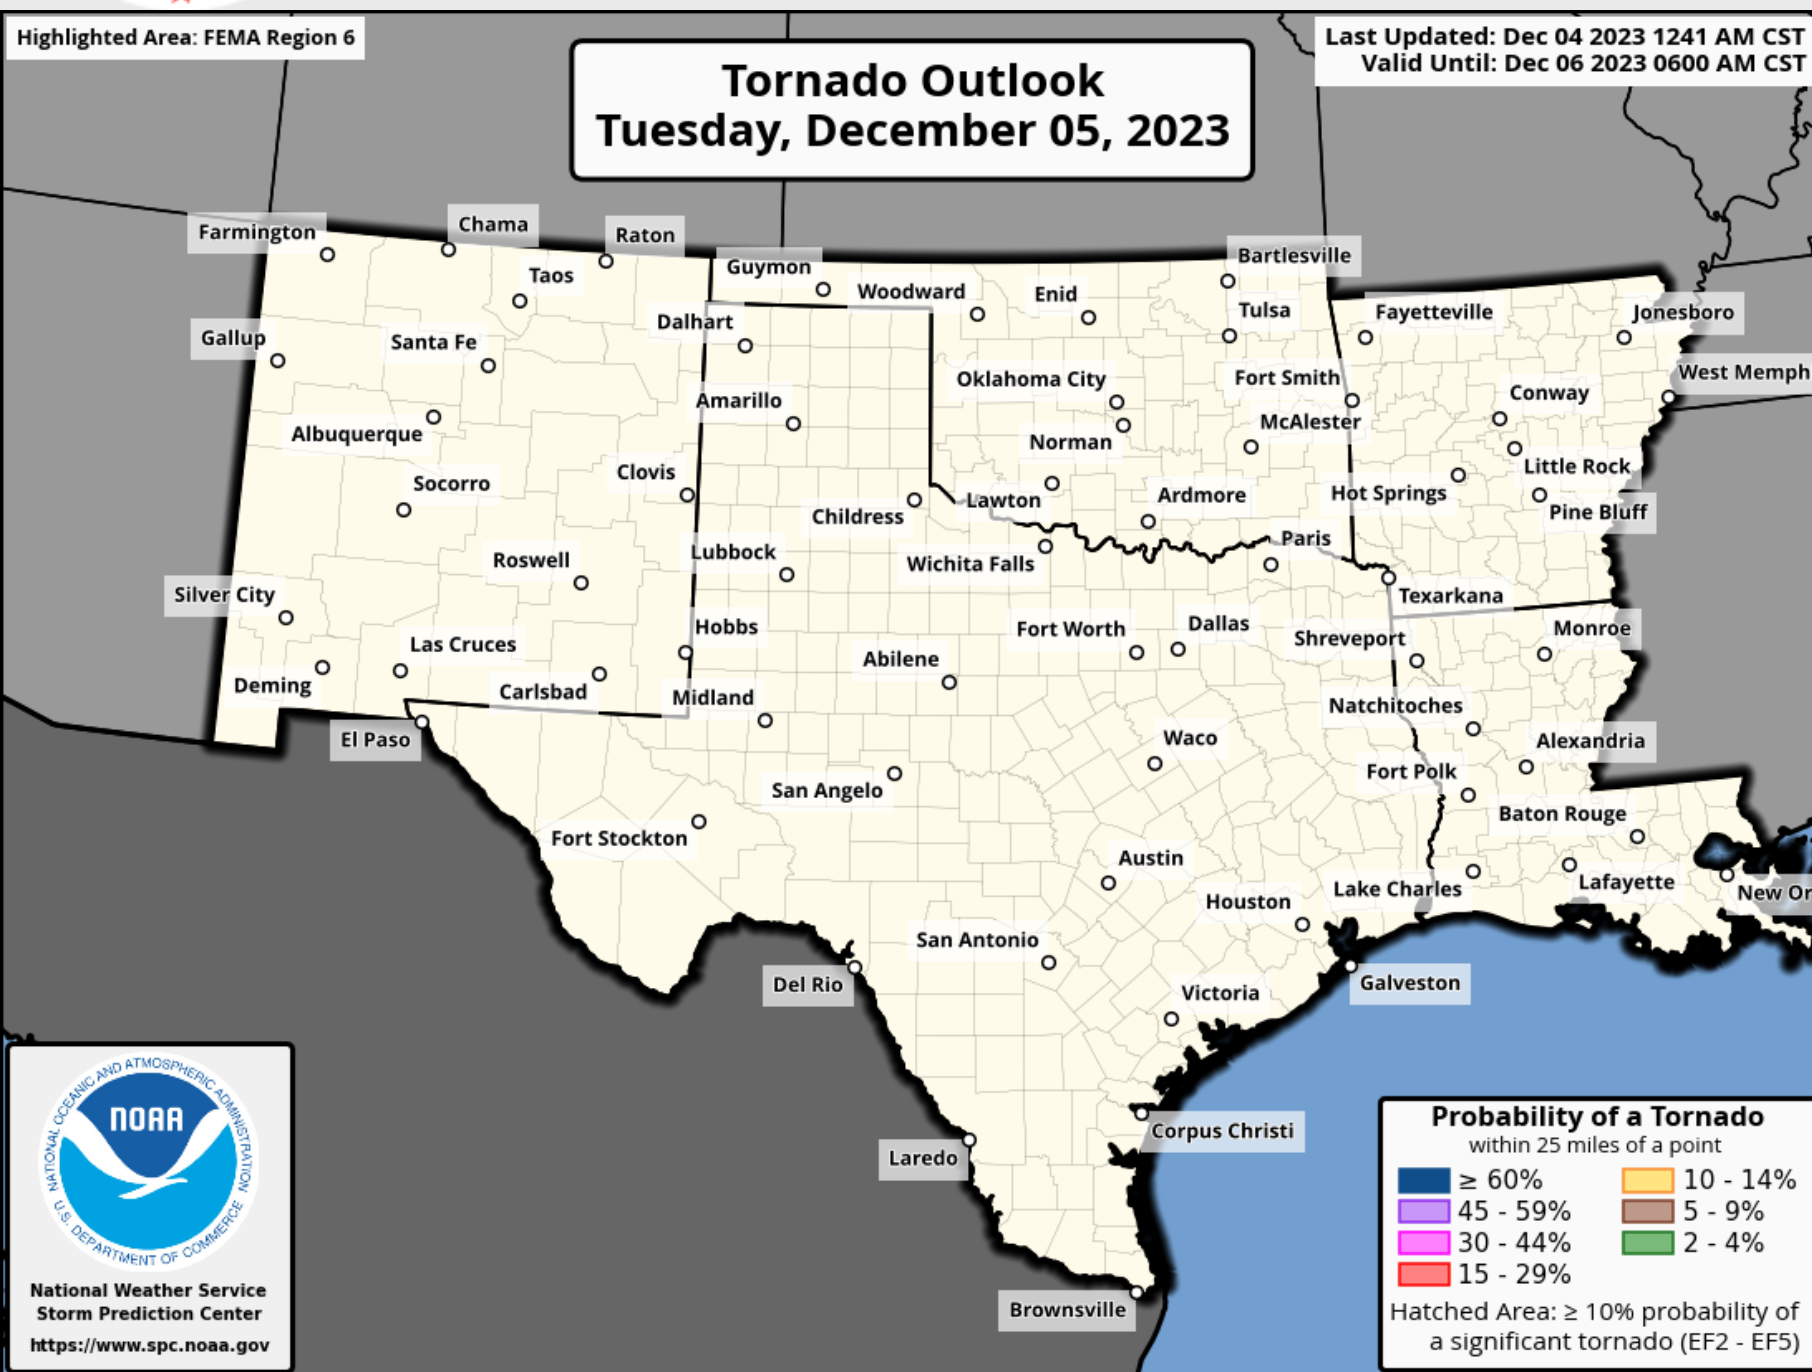 Highlighted Area: FEMA Region 6
Last Updated: Dec 04 2023 1241 AM CST
Valid Until: Dec 06 2023 0600 AM CST
Tornado Outlook
Tuesday, December 05, 2023
Farmington
Chama
Raton
Taos
Guymon
Woodward
Enid
Bartlesville
Tulsa
Fayetteville
Jonesboro
Gallup
Santa Fe
Dalhart
Oklahoma City
Fort Smith
Conway
West Memph
Albuquerque
Amarillo
Norman
McAlester
Little Rock
Socorro
Clovis
Childress
Lawton
Ardmore
Hot Springs
Pine Bluff
Roswell
Lubbock
Wichita Falls
Paris
Texarkana
Silver City
Las Cruces
Hobbs
Fort Worth
Dallas
Shreveport
Monroe
Deming
Carlsbad
Midland
Abilene
Natchitoches
El Paso
Waco
Alexandria
San Angelo
Fort Polk
Fort Stockton
Baton Rouge
Austin
Lake Charles
Lafayette
New Or
Houston
San Antonio
Del Rio
Victoria
Galveston
Corpus Christi
Laredo
Brownsville
NATIONAL OCEANIC AND ATMOSPHERIC ADMINISTRATION
NOAA
U.S. DEPARTMENT OF COMMERCE
National Weather Service
Storm Prediction Center
https://www.spc.noaa.gov
Probability of a Tornado
within 25 miles of a point
≥ 60%
10 - 14%
45 - 59%
5 - 9%
30 - 44%
2 - 4%
15 - 29%
Hatched Area: ≥ 10% probability of
a significant tornado (EF2 - EF5)